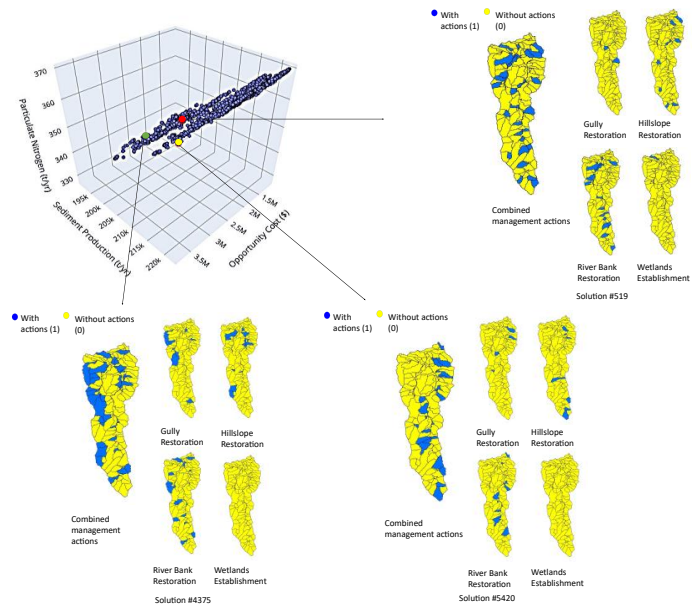 With
actions (1)
Without actions
(0)
370
360
350
340
330
Particulate Nitrogen (t/yr)
195k
200k
205k
210k
215k
220k
Sediment Production (t/yr)
1.5M
2M
2.5M
3M
3.5M
Opportunity Cost ($)
Combined
management actions
Gully
Restoration
Hillslope
Restoration
River Bank
Restoration
Wetlands
Establishment
Solution #519
With
actions (1)
Without actions
(0)
Combined
management
actions
Gully
Restoration
Hillslope
Restoration
River Bank
Restoration
Wetlands
Establishment
Solution #4375
With
actions (1)
Without actions
(0)
Combined
management actions
Gully
Restoration
Hillslope
Restoration
River Bank
Restoration
Wetlands
Establishment
Solution #5420